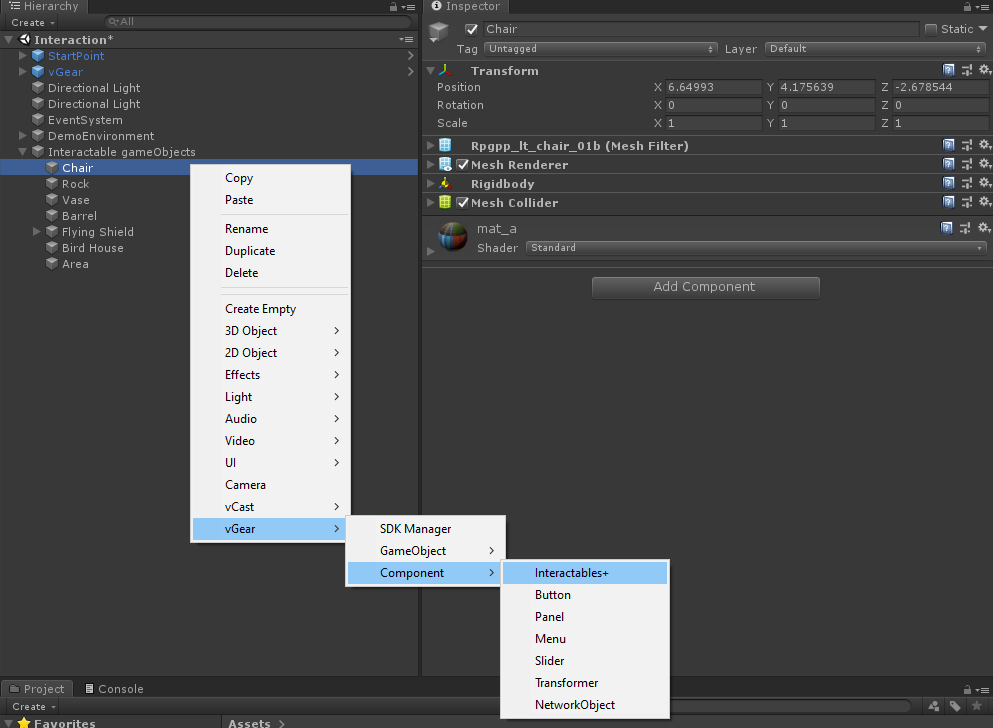 Hierarchy
Create
All
Interaction*
StartPoint
vGear
Directional Light
Directional Light
EventSystem
DemoEnvironment
Interactable gameObjects
Chair
Rock
Vase
Barrel
Flying Shield
Bird House
Area
Copy
Paste
Rename
Duplicate
Delete
Create Empty
3D Object
2D Object
Effects
Light
Audio
Video
UI
Camera
vCast
vGear
SDK Manager
GameObject
Component
Interactables+
Button
Panel
Menu
Slider
Transformer
NetworkObject
Inspector
Chair Static
Tag Untagged Layer Default
Transform
Position X 6.64993 Y 4.175639 Z -2.678544
Rotation X 0 Y 0 Z 0
Scale X 1 Y 1 Z 1
Rpgpp_lt_chair_01b (Mesh Filter)
Mesh Renderer
Rigidbody
Mesh Collider
mat_a
Shader Standard
Add Component
Project Console
Create
Favorites Assets